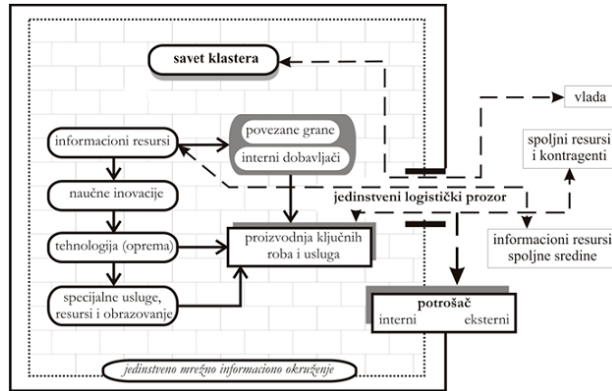 savet klastera
vlada
povezane grane
informacioni resursi
interni dobavljači
spoljni resursi
i kontragenti
naučne inovacije
jedinstveni logistički prozor
tehnologija (oprema)
proizvodnja ključnih
roba i usluga
informacioni resursi
spoljne sredine
specijalne usluge,
resursi i obrazovanje
potrošač
interni eksterni
jedinstveno mrežno informaciono okruženje